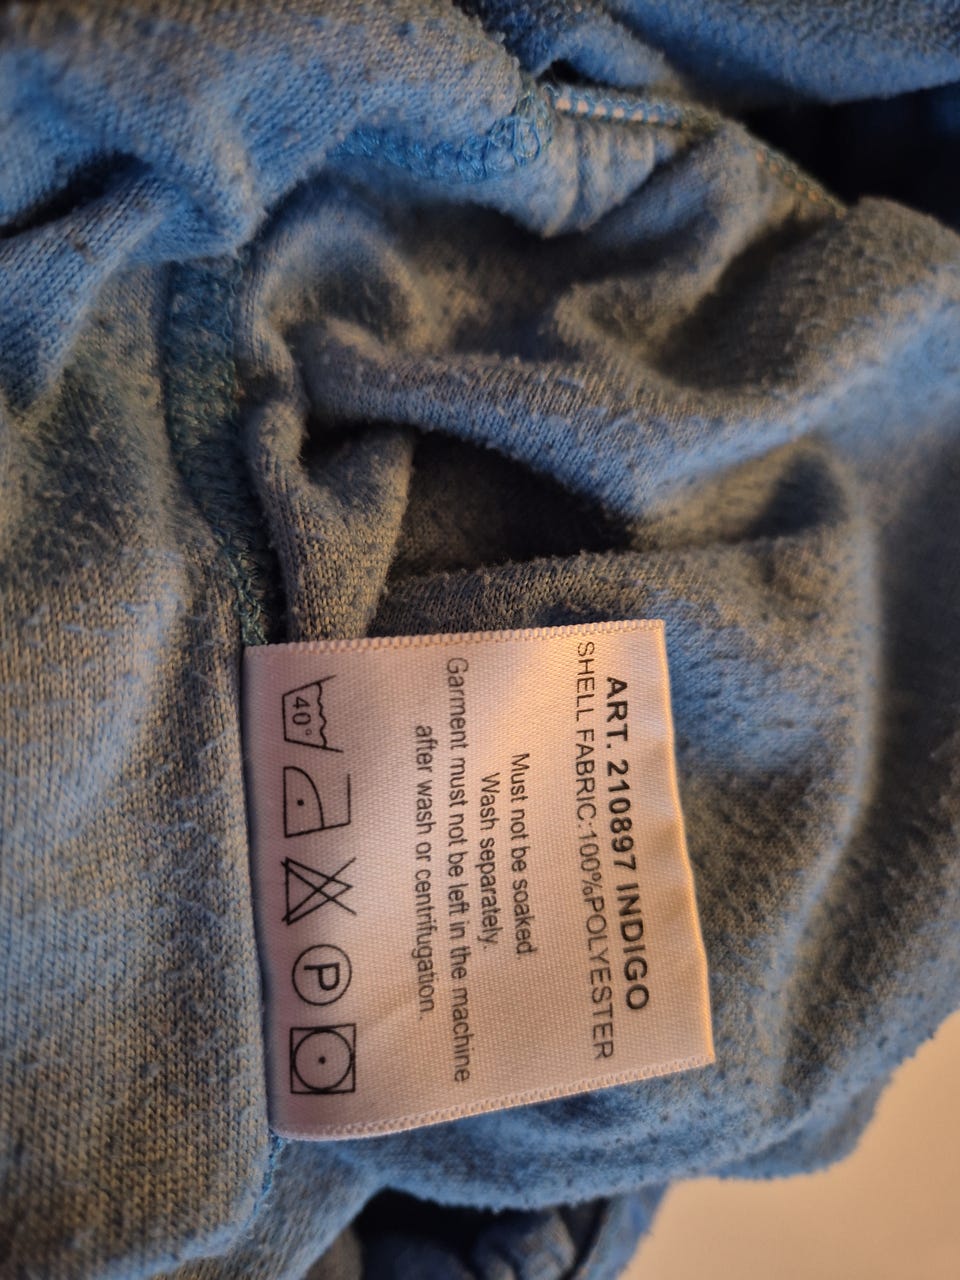 ART. 210897 INDIGO
SHELL FABRIC:100%POLYESTER
Must not be soaked.
Wash separately.
Garment must not be left in the machine
after wash or centrifugation.
40°
P